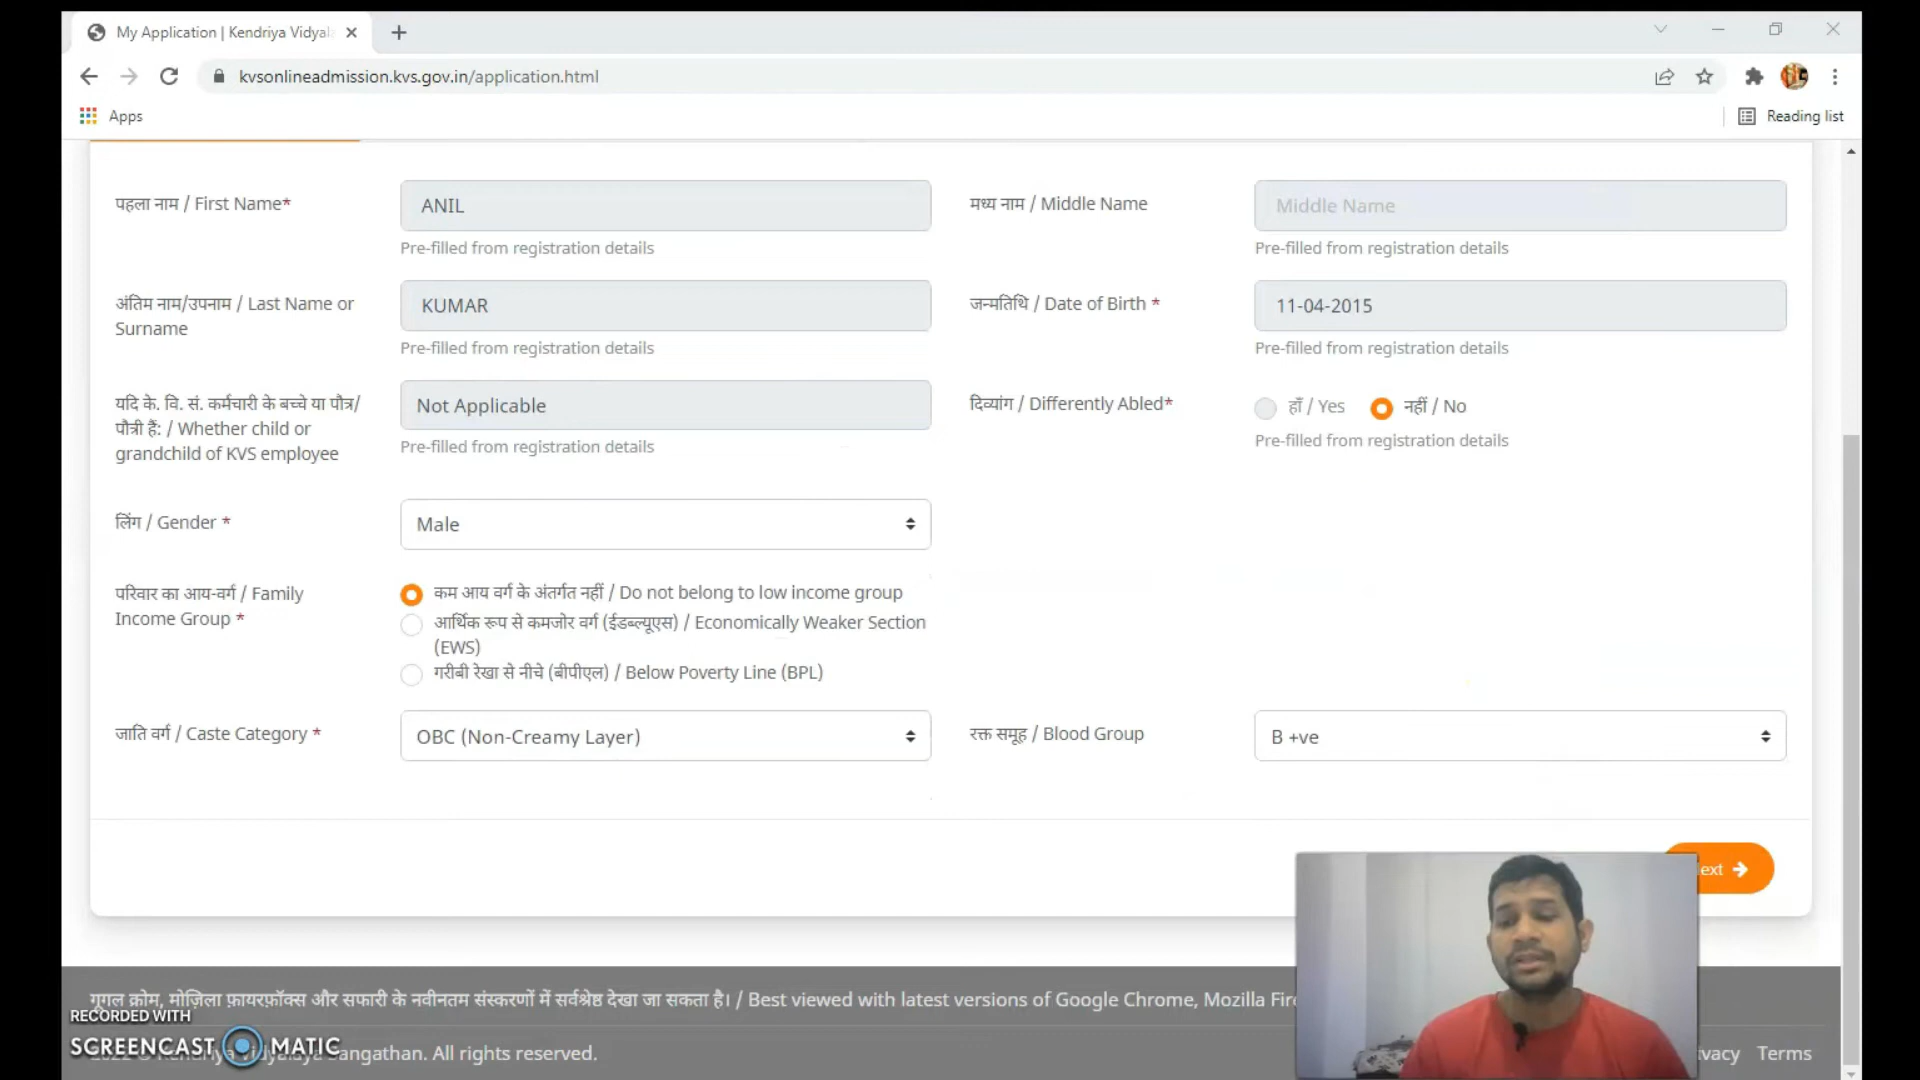 My Application | Kendriya Vidyal
kvsonlineadmission.kvs.gov.in/application.html
Apps
Reading list
पहला नाम / First Name*
ANIL
मध्य नाम / Middle Name
Middle Name
Pre-filled from registration details
Pre-filled from registration details
अंतिम नाम/उपनाम / Last Name or
Surname
KUMAR
जन्मतिथि / Date of Birth *
11-04-2015
Pre-filled from registration details
Pre-filled from registration details
यदि के. वि. सं. कर्मचारी के बच्चे या पौत्र/
पौत्री हैं: / Whether child or
grandchild of KVS employee
Not Applicable
Pre-filled from registration details
दिव्यांग / Differently Abled*
हाँ / Yes
नहीं / No
Pre-filled from registration details
लिंग / Gender *
Male
परिवार का आय-वर्ग / Family
Income Group *
कम आय वर्ग के अंतर्गत नहीं / Do not belong to low income group
आर्थिक रूप से कमजोर वर्ग (ईडब्ल्यूएस) / Economically Weaker Section
(EWS)
गरीबी रेखा से नीचे (बीपीएल) / Below Poverty Line (BPL)
जाति वर्ग / Caste Category *
OBC (Non-Creamy Layer)
रक्त समूह / Blood Group
B +ve
ext
गूगल क्रोम, मोज़िला फ़ायरफ़ॉक्स और सफारी के नवीनतम संस्करणों में सर्वश्रेष्ठ देखा जा सकता है। / Best viewed with latest versions of Google Chrome, Mozilla Fire
RECORDED WITH
SCREENCAST MATIC
Sangathan. All rights reserved.
vacy
Terms